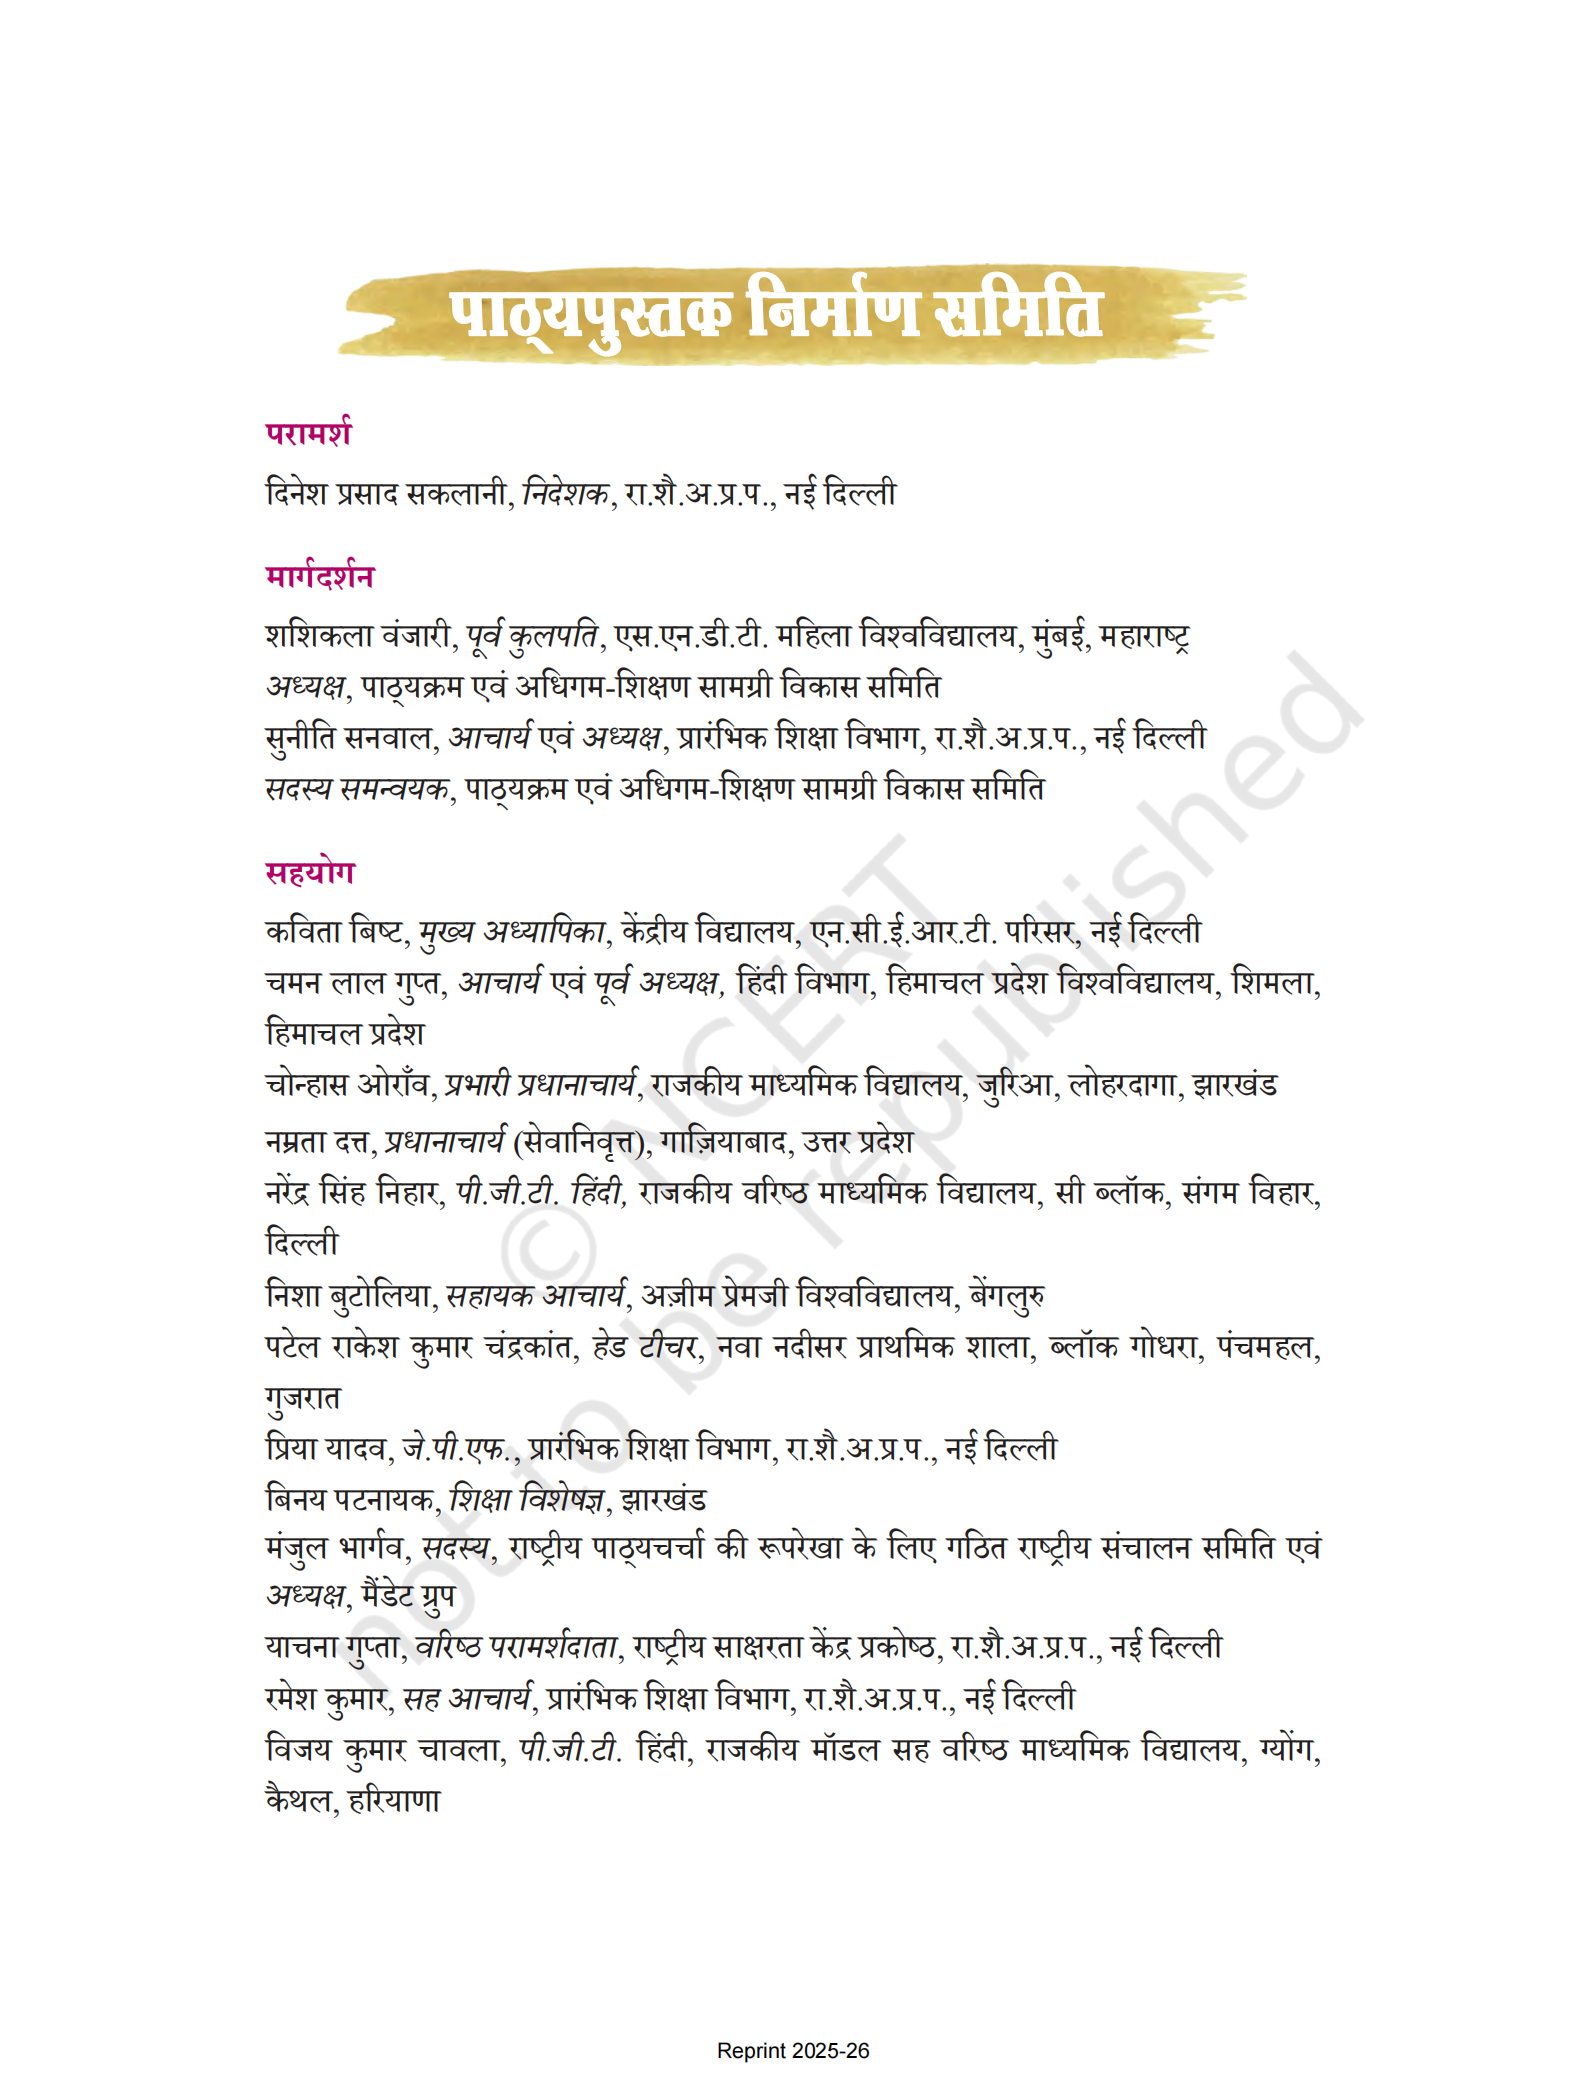 पाठ्यपुस्तक निर्माण समिति
परामर्श
दिनेश प्रसाद सकलानी, निदेशक, रा.शै.अ.प्र.प., नई दिल्ली
मार्गदर्शन
शशिकला वंजारी, पूर्व कुलपति, एस.एन.डी.टी. महिला विश्वविद्यालय, मुंबई, महाराष्ट्र
अध्यक्ष, पाठ्यक्रम एवं अधिगम-शिक्षण सामग्री विकास समिति
सुनीति सनवाल, आचार्य एवं अध्यक्ष, प्रारंभिक शिक्षा विभाग, रा.शै.अ.प्र.प., नई दिल्ली
सदस्य समन्वयक, पाठ्यक्रम एवं अधिगम-शिक्षण सामग्री विकास समिति
सहयोग
कविता बिष्ट, मुख्य अध्यापिका, केंद्रीय विद्यालय, एन.सी.ई.आर.टी. परिसर, नई दिल्ली
चमन लाल गुप्त, आचार्य एवं पूर्व अध्यक्ष, हिंदी विभाग, हिमाचल प्रदेश विश्वविद्यालय, शिमला,
हिमाचल प्रदेश
चोन्हास ओराँव, प्रभारी प्रधानाचार्य, राजकीय माध्यमिक विद्यालय, जुरिआ, लोहरदागा, झारखंड
नम्रता दत्त, प्रधानाचार्य (सेवानिवृत्त), गाज़ियाबाद, उत्तर प्रदेश
नरेंद्र सिंह निहार, पी.जी.टी. हिंदी, राजकीय वरिष्ठ माध्यमिक विद्यालय, सी ब्लॉक, संगम विहार,
दिल्ली
निशा बुटोलिया, सहायक आचार्य, अज़ीम प्रेमजी विश्वविद्यालय, बेंगलुरु
पटेल राकेश कुमार चंद्रकांत, हेड टीचर, नवा नदीसर प्राथमिक शाला, ब्लॉक गोधरा, पंचमहल,
गुजरात
प्रिया यादव, जे.पी.एफ., प्रारंभिक शिक्षा विभाग, रा.शै.अ.प्र.प., नई दिल्ली
बिनय पटनायक, शिक्षा विशेषज्ञ, झारखंड
मंजुल भार्गव, सदस्य, राष्ट्रीय पाठ्यचर्चा की रूपरेखा के लिए गठित राष्ट्रीय संचालन समिति एवं
अध्यक्ष, मैंडेट ग्रुप
याचना गुप्ता, वरिष्ठ परामर्शदाता, राष्ट्रीय साक्षरता केंद्र प्रकोष्ठ, रा.शै.अ.प्र.प., नई दिल्ली
रमेश कुमार, सह आचार्य, प्रारंभिक शिक्षा विभाग, रा.शै.अ.प्र.प., नई दिल्ली
विजय कुमार चावला, पी.जी.टी. हिंदी, राजकीय मॉडल सह वरिष्ठ माध्यमिक विद्यालय, ग्योंग,
कैथल, हरियाणा
© NCERT
not to be republished
Reprint 2025-26